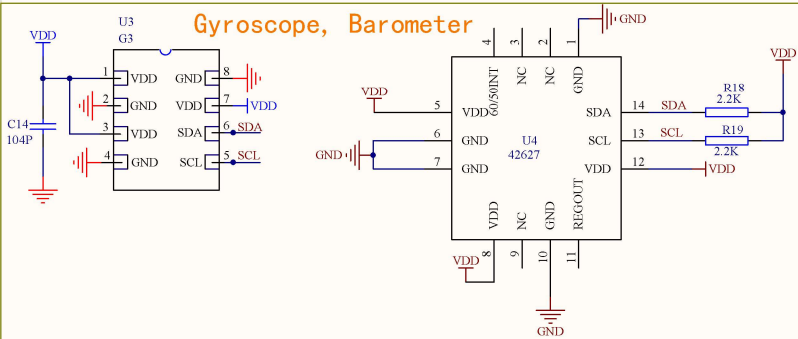 Gyroscope, Barometer
U3
G3
VDD
C14
104P
1 VDD
2 GND
3 VDD
4 GND
GND 8
VDD 7 VDD
SDA 6 SDA
SCL 5 SCL
4 60/50INT
3 NC
2 NC
1 GND
GND
VDD
5 VDD
6 GND
7 GND
GND
U4
42627
SDA 14 SDA
SCL 13 SCL
VDD 12 VDD
R18
2.2K
R19
2.2K
VDD
VDD 8
NC 9
GND 10
REGOUT 11
VDD
GND